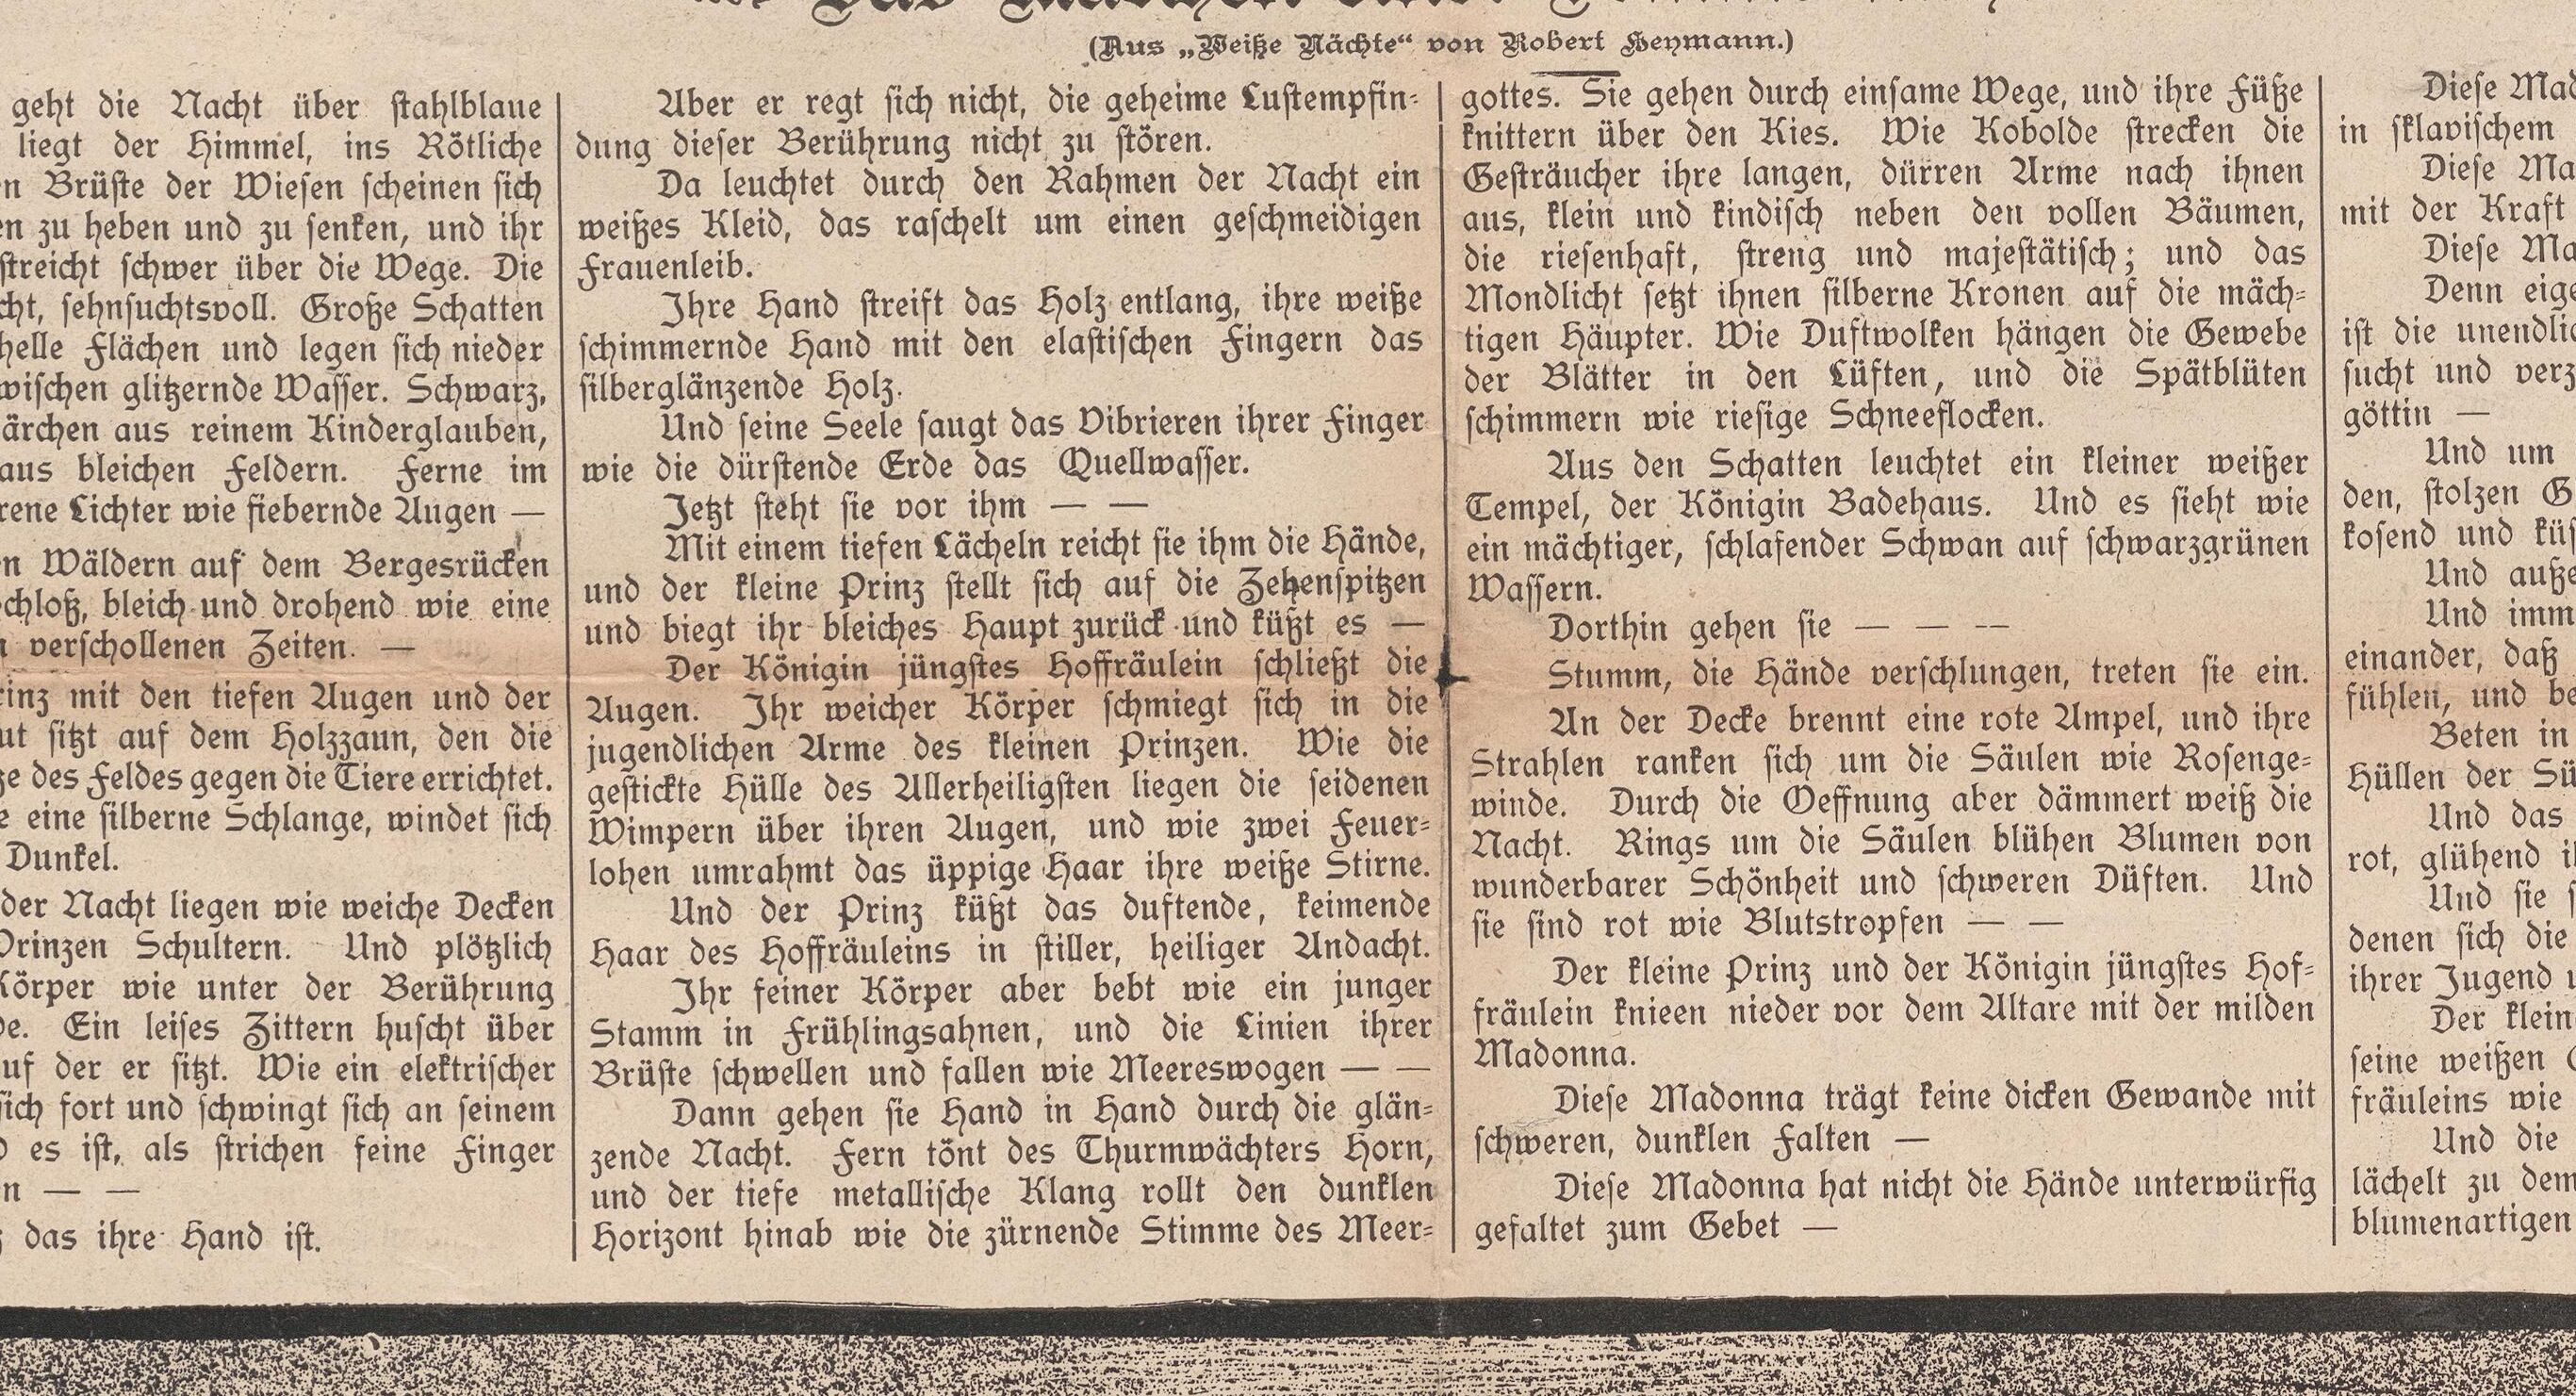 Das Märchen einer
(Aus „Weiße Nächte“ von Robert Heymann.)
geht die Nacht über stahlblaue
liegt der Himmel, ins Rötliche
Brüste der Wiesen scheinen sich
zu heben und zu senken, und ihr
streicht schwer über die Wege. Die
sehnsuchtsvoll. Große Schatten
helle Flächen und legen sich nieder
glitzernde Wasser. Schwarz,
aus reinem Kinderglauben,
aus bleichen Feldern. Ferne im
Lichter wie fiebernde Augen —
Wäldern auf dem Bergesrücken
bleich und drohend wie eine
verschollenen Zeiten. —
mit den tiefen Augen und der
sitzt auf dem Holzzaun, den die
des Feldes gegen die Tiere errichtet.
eine silberne Schlange, windet sich
Dunkel.
der Nacht liegen wie weiche Decken
Prinzen Schultern. Und plötzlich
Körper wie unter der Berührung
Ein leises Zittern huscht über
auf der er sitzt. Wie ein elektrischer
sich fort und schwingt sich an seinem
es ist, als strichen feine Finger
— —
das ihre Hand ist.
Aber er regt sich nicht, die geheime Lustempfin-
dung dieser Berührung nicht zu stören.
Da leuchtet durch den Rahmen der Nacht ein
weißes Kleid, das raschelt um einen geschmeidigen
Frauenleib.
Ihre Hand streift das Holz entlang, ihre weiße
schimmernde Hand mit den elastischen Fingern das
silberglänzende Holz.
Und seine Seele saugt das Vibrieren ihrer Finger
wie die dürstende Erde das Quellwasser.
Jetzt steht sie vor ihm — —
Mit einem tiefen Lächeln reicht sie ihm die Hände,
und der kleine Prinz stellt sich auf die Zehenspitzen
und biegt ihr bleiches Haupt zurück und küßt es —
Der Königin jüngstes Hoffräulein schließt die
Augen. Ihr weicher Körper schmiegt sich in die
jugendlichen Arme des kleinen Prinzen. Wie die
gestickte Hülle des Allerheiligsten liegen die seidenen
Wimpern über ihren Augen, und wie zwei Feuer-
lohen umrahmt das üppige Haar ihre weiße Stirne.
Und der Prinz küßt das duftende, keimende
Haar des Hoffräuleins in stiller, heiliger Andacht.
Ihr feiner Körper aber bebt wie ein junger
Stamm in Frühlingsahnen, und die Linien ihrer
Brüste schwellen und fallen wie Meereswogen — —
Dann gehen sie Hand in Hand durch die glän-
zende Nacht. Fern tönt des Thurmwächters Horn,
und der tiefe metallische Klang rollt den dunklen
Horizont hinab wie die zürnende Stimme des Meer-
gottes. Sie gehen durch einsame Wege, und ihre Füße
knittern über den Kies. Wie Kobolde strecken die
Gesträucher ihre langen, dürren Arme nach ihnen
aus, klein und kindisch neben den vollen Bäumen,
die riesenhaft, streng und majestätisch; und das
Mondlicht setzt ihnen silberne Kronen auf die mäch-
tigen Häupter. Wie Duftwolken hängen die Gewebe
der Blätter in den Lüften, und die Spätblüten
schimmern wie riesige Schneeflocken.
Aus den Schatten leuchtet ein kleiner weißer
Tempel, der Königin Badehaus. Und es sieht wie
ein mächtiger, schlafender Schwan auf schwarzgrünen
Wassern.
Dorthin gehen sie — — —
Stumm, die Hände verschlungen, treten sie ein.
An der Decke brennt eine rote Ampel, und ihre
Strahlen ranken sich um die Säulen wie Rosenge-
winde. Durch die Oeffnung aber dämmert weiß die
Nacht. Rings um die Säulen blühen Blumen von
wunderbarer Schönheit und schweren Düften. Und
sie sind rot wie Blutstropfen — —
Der kleine Prinz und der Königin jüngstes Hof-
fräulein knieen nieder vor dem Altare mit der milden
Madonna.
Diese Madonna trägt keine dicken Gewande mit
schweren, dunklen Falten —
Diese Madonna hat nicht die Hände unterwürfig
gefaltet zum Gebet —
Diese
in sklavischem
Diese
mit der Kraft
Diese
Denn
ist die
sucht und
göttin —
Und um
den, stolzen
kosend und
Und
Und
einander, daß
fühlen, und
Beten in
Hüllen der
Und das
rot, glühend
Und sie
denen sich die
ihrer Jugend
Der
seine weißen
fräuleins wie
Und die
lächelt zu dem
blumenartigen